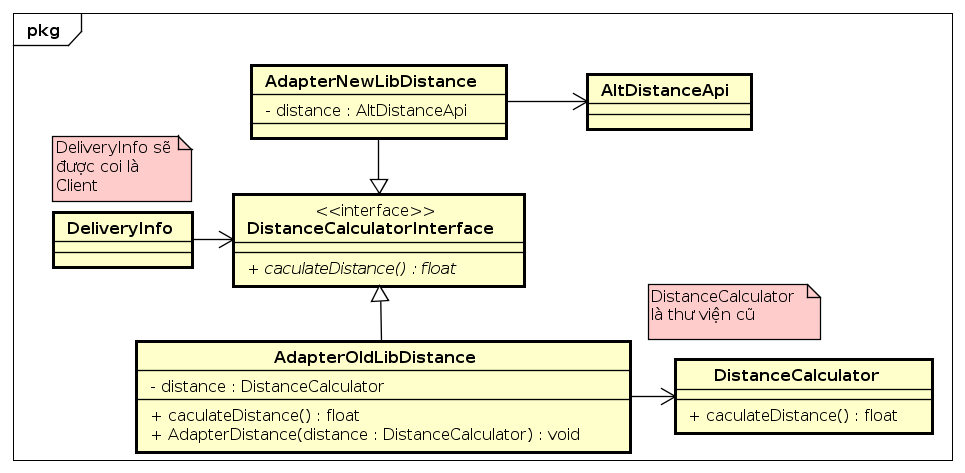 pkg
AdapterNewLibDistance
- distance : AltDistanceApi
AltDistanceApi
DeliveryInfo sẽ
được coi là
Client
DeliveryInfo
<<interface>>
DistanceCalculatorInterface
+ caculateDistance() : float
DistanceCalculator
là thư viện cũ
AdapterOldLibDistance
- distance : DistanceCalculator
+ caculateDistance() : float
+ AdapterDistance(distance : DistanceCalculator) : void
DistanceCalculator
+ caculateDistance() : float